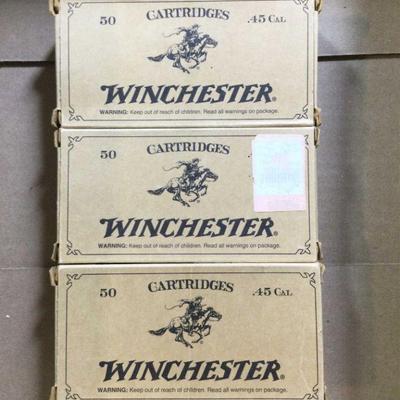 50 CARTRIDGES .45 CAL
WINCHESTER®
WARNING: Keep out of reach of children. Read all warnings on package.
50 CARTRIDGES
WINCHESTER®
WARNING: Keep out of reach of children. Read all warnings on package.
50 CARTRIDGES .45 CAL
WINCHESTER®
WARNING: Keep out of reach of children. Read all warnings on package.